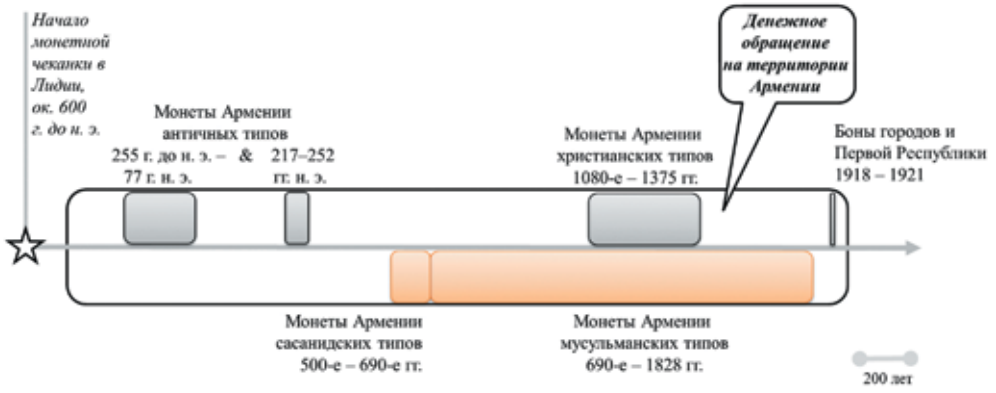 Начало
монетной
чеканки в
Лидии,
ок. 600
г. до н. э.
Монеты Армении
античных типов
255 г. до н. э. – & 217–252
77 г. н. э. гг. н. э.
Монеты Армении
христианских типов
1080-е – 1375 гг.
Денежное
обращение
на территории
Армении
Боны городов и
Первой Республики
1918 – 1921
Монеты Армении
сасанидских типов
500-е – 690-е гг.
Монеты Армении
мусульманских типов
690-е – 1828 гг.
200 лет